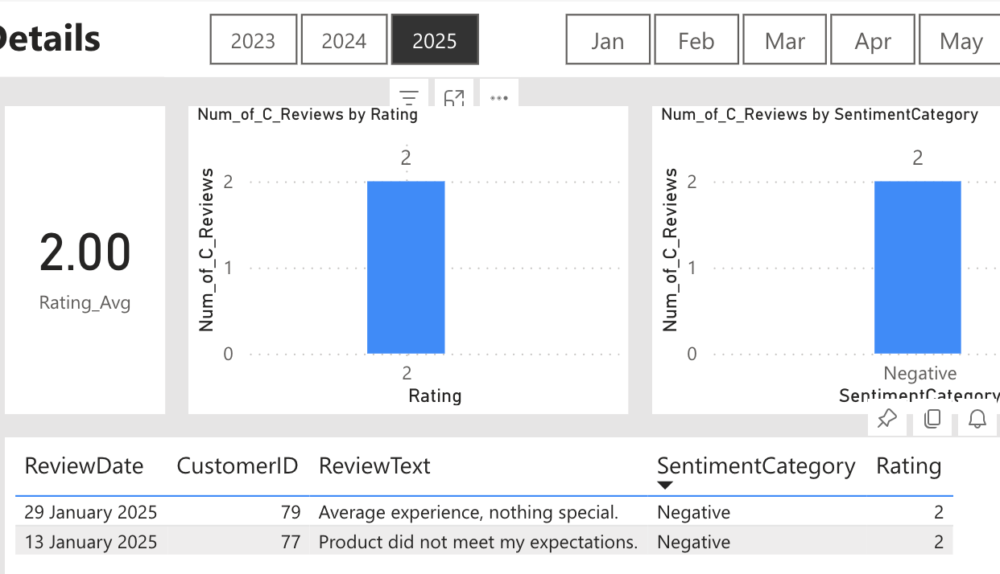 Details
2023 2024 2025 Jan Feb Mar Apr May
Num_of_C_Reviews by Rating
2
Num_of_C_Reviews
2
1
0
2
Rating
Num_of_C_Reviews by SentimentCategory
2
Num_of_C_Reviews
2
1
0
Negative
SentimentCategory
2.00
Rating_Avg
ReviewDate CustomerID ReviewText SentimentCategory Rating
29 January 2025 79 Average experience, nothing special. Negative 2
13 January 2025 77 Product did not meet my expectations. Negative 2